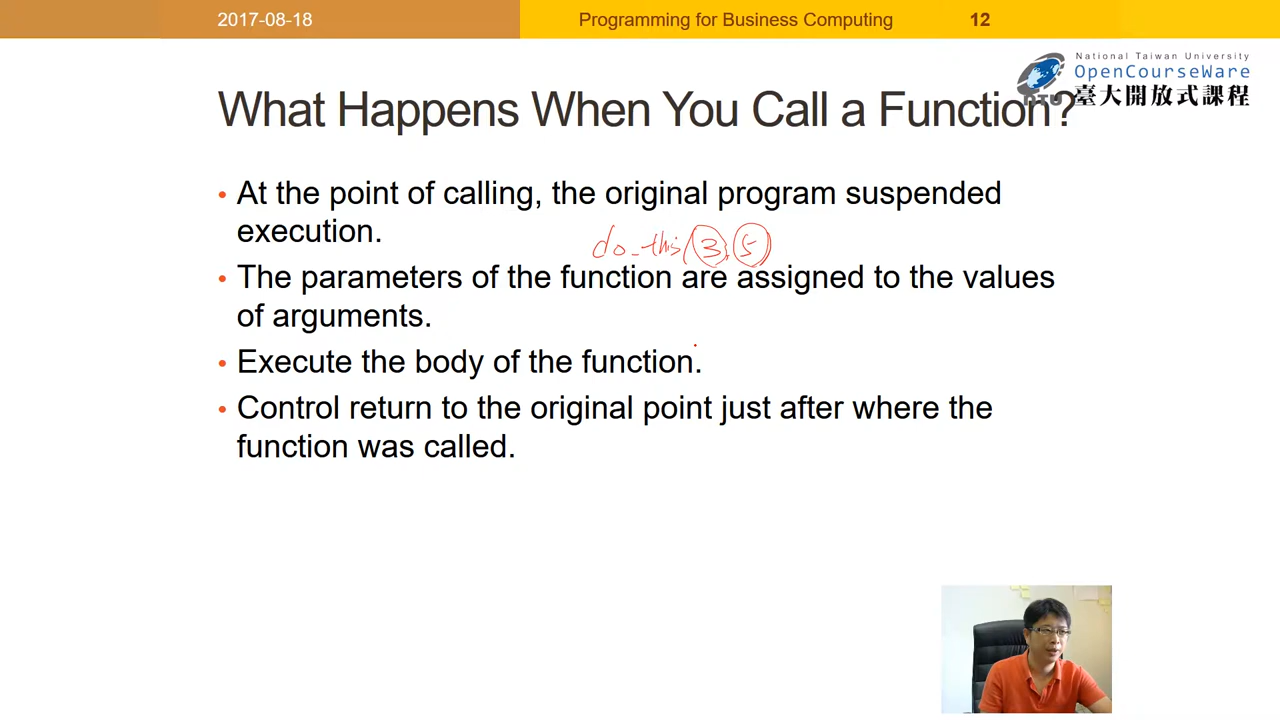 2017-08-18
Programming for Business Computing
12
National Taiwan University
OpenCourseWare
臺大開放式課程
NTU
What Happens When You Call a Function?
• At the point of calling, the original program suspended
execution.
do_this(3,5)
• The parameters of the function are assigned to the values
of arguments.
• Execute the body of the function.
• Control return to the original point just after where the
function was called.